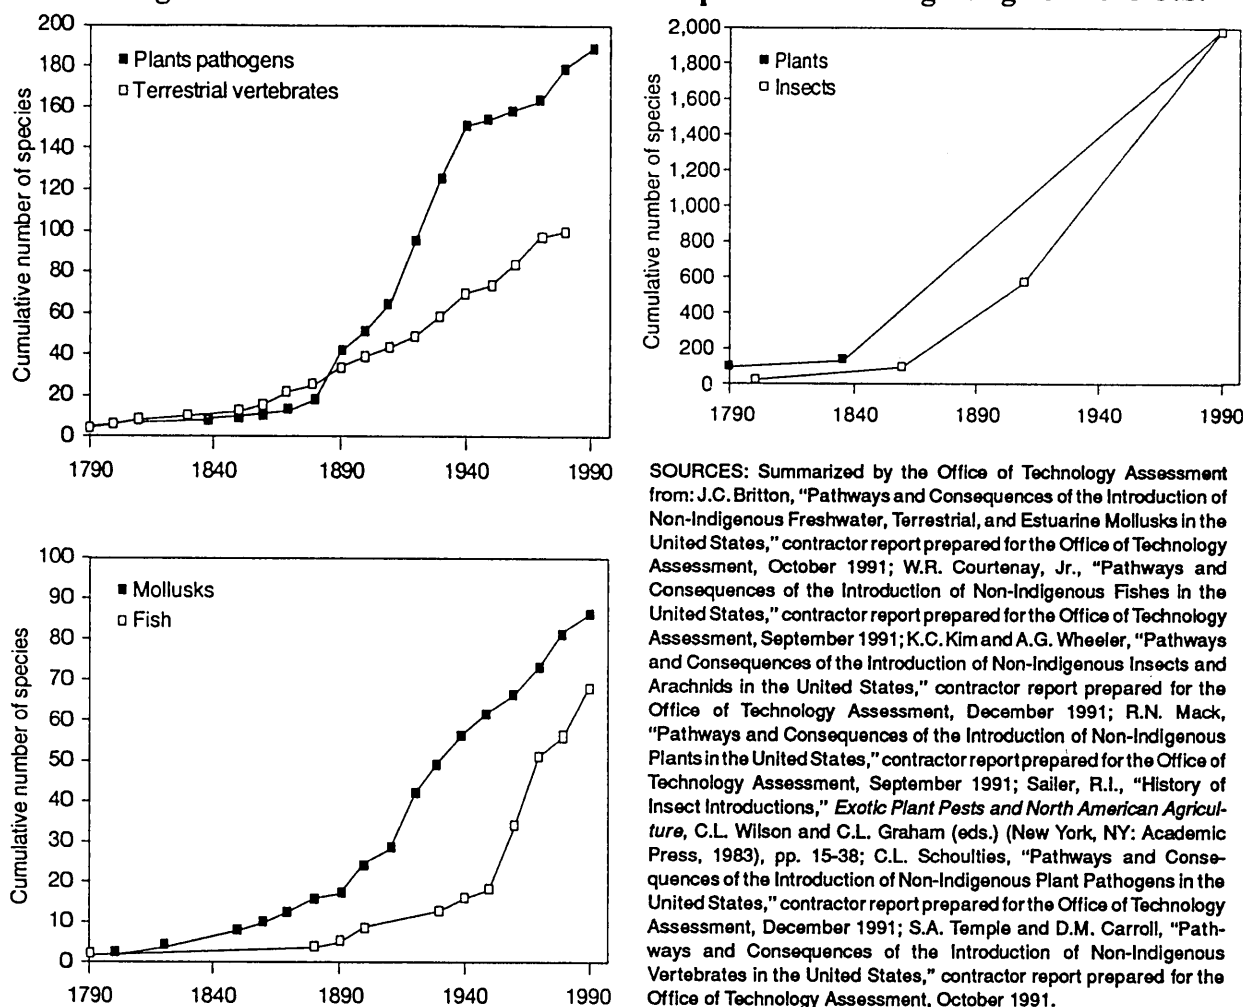 200
180
160
140
120
100
80
60
40
20
0
Cumulative number of species
■ Plants pathogens
□ Terrestrial vertebrates
1790 1840 1890 1940 1990
2,000
1,800
1,600
1,400
1,200
1,000
800
600
400
200
0
Cumulative number of species
■ Plants
□ Insects
1790 1840 1890 1940 1990
100
90
80
70
60
50
40
30
20
10
0
Cumulative number of species
■ Mollusks
□ Fish
1790 1840 1890 1940 1990
SOURCES: Summarized by the Office of Technology Assessment
from: J.C. Britton, “Pathways and Consequences of the Introduction of
Non-Indigenous Freshwater, Terrestrial, and Estuarine Mollusks in the
United States,” contractor report prepared for the Office of Technology
Assessment, October 1991; W.R. Courtenay, Jr., “Pathways and
Consequences of the Introduction of Non-Indigenous Fishes in the
United States,” contractor report prepared for the Office of Technology
Assessment, September 1991; K.C. Kim and A.G. Wheeler, “Pathways
and Consequences of the Introduction of Non-Indigenous Insects and
Arachnids in the United States,” contractor report prepared for the
Office of Technology Assessment, December 1991; R.N. Mack,
“Pathways and Consequences of the Introduction of Non-Indigenous
Plants in the United States,” contractor report prepared for the Office of
Technology Assessment, September 1991; Sailer, R.I., “History of
Insect Introductions,” Exotic Plant Pests and North American Agricul-
ture, C.L. Wilson and C.L. Graham (eds.) (New York, NY: Academic
Press, 1983), pp. 15-38; C.L. Schoulties, “Pathways and Conse-
quences of the Introduction of Non-Indigenous Plant Pathogens in the
United States,” contractor report prepared for the Office of Technology
Assessment, December 1991; S.A. Temple and D.M. Carroll, “Path-
ways and Consequences of the Introduction of Non-Indigenous
Vertebrates in the United States,” contractor report prepared for the
Office of Technology Assessment, October 1991.